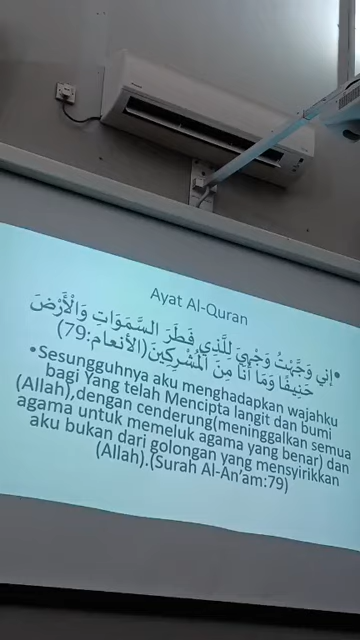 Ayat Al-Quran
•إني وَجَّهْتُ وَجْهِيَ لِلَّذِي فَطَرَ السَّمَوَاتِ وَالْأَرْضَ
حَنِيفًا وَمَا أَنَا مِنَ الْمُشْرِكِينَ(الأنعام:79)
•Sesungguhnya aku menghadapkan wajahku
bagi Yang telah Mencipta langit dan bumi
(Allah),dengan cenderung(meninggalkan semua
agama untuk memeluk agama yang benar) dan
aku bukan dari golongan yang mensyirikkan
(Allah).(Surah Al-An’am:79)